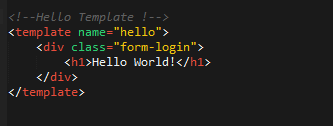 <!--Hello Template !-->
<template name="hello">
    <div class="form-login">
        <h1>Hello World!</h1>
    </div>
</template>